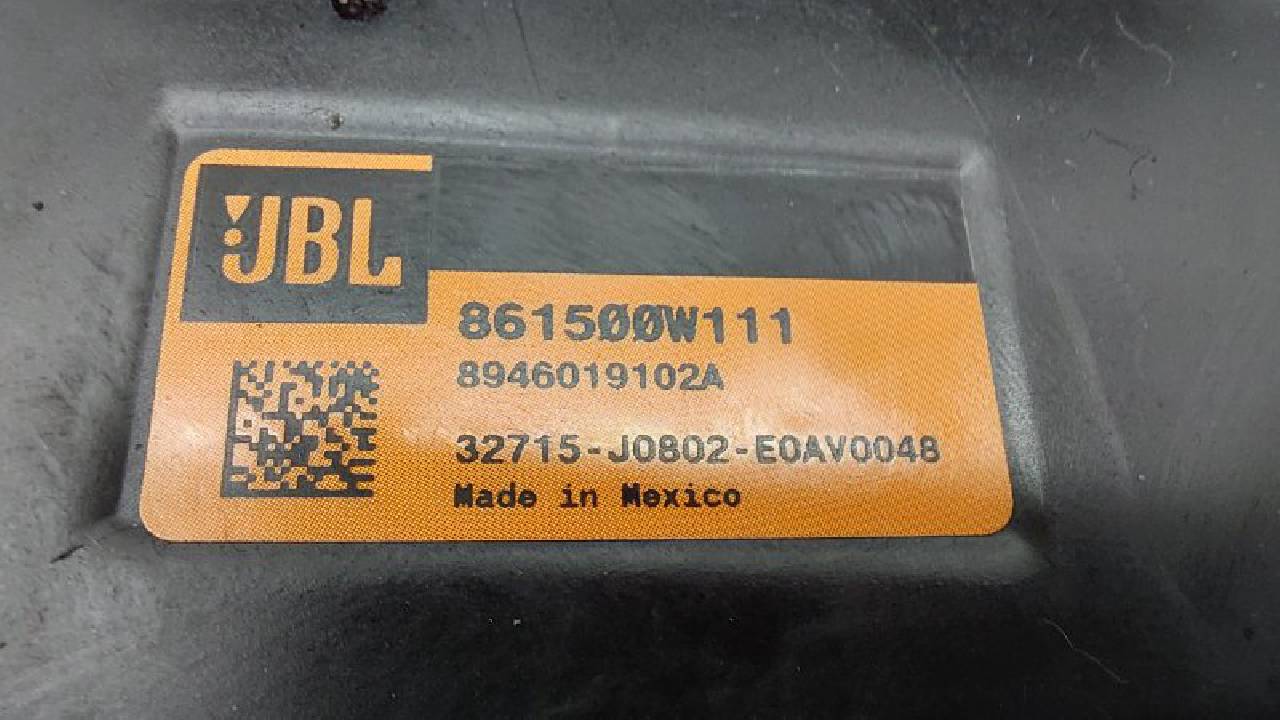 JBL
861500W111
8946019102A
32715-J0802-E0AV0048
Made in Mexico